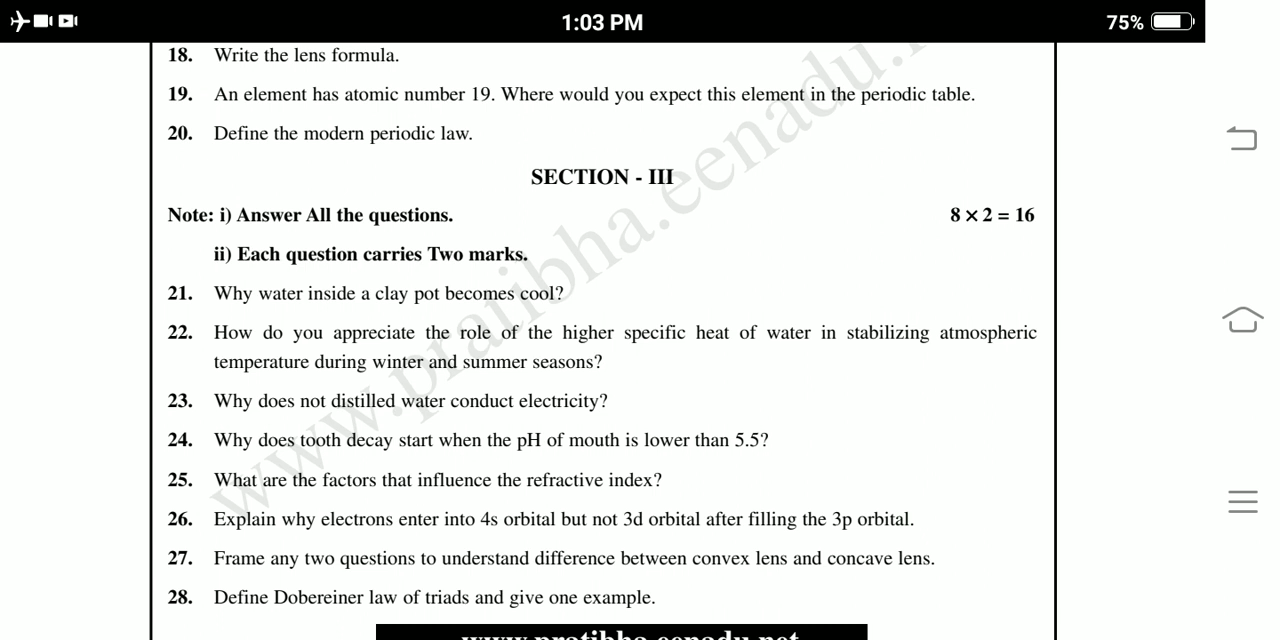 1:03 PM
75%
18. Write the lens formula.
19. An element has atomic number 19. Where would you expect this element in the periodic table.
20. Define the modern periodic law.
SECTION - III
Note: i) Answer All the questions. 8 × 2 = 16
ii) Each question carries Two marks.
21. Why water inside a clay pot becomes cool?
22. How do you appreciate the role of the higher specific heat of water in stabilizing atmospheric
temperature during winter and summer seasons?
23. Why does not distilled water conduct electricity?
24. Why does tooth decay start when the pH of mouth is lower than 5.5?
25. What are the factors that influence the refractive index?
26. Explain why electrons enter into 4s orbital but not 3d orbital after filling the 3p orbital.
27. Frame any two questions to understand difference between convex lens and concave lens.
28. Define Dobereiner law of triads and give one example.
www.pratibha.eenadu.net
www.pratibha.eenadu.